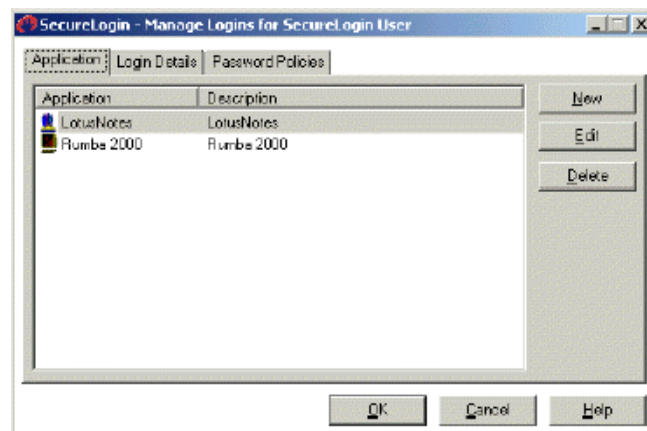 SecureLogin - Manage Logins for SecureLogin User
Application Login Details Password Policies
Application Description New
LotusNotes LotusNotes
Rumba 2000 Rumba 2000 Edit
Delete
OK Cancel Help